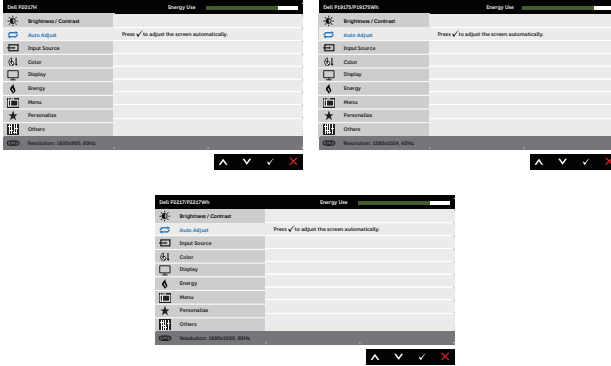 Dell P2017H Energy Use
Brightness / Contrast
Auto Adjust Press ✓ to adjust the screen automatically.
Input Source
Color
Display
Energy
Menu
Personalize
Others
Resolution: 1600x900, 60Hz
Dell P1917S/P1917SWh Energy Use
Brightness / Contrast
Auto Adjust Press ✓ to adjust the screen automatically.
Input Source
Color
Display
Energy
Menu
Personalize
Others
Resolution: 1280x1024, 60Hz
Dell P2217/P2217Wh Energy Use
Brightness / Contrast
Auto Adjust Press ✓ to adjust the screen automatically.
Input Source
Color
Display
Energy
Menu
Personalize
Others
Resolution: 1680x1050, 60Hz